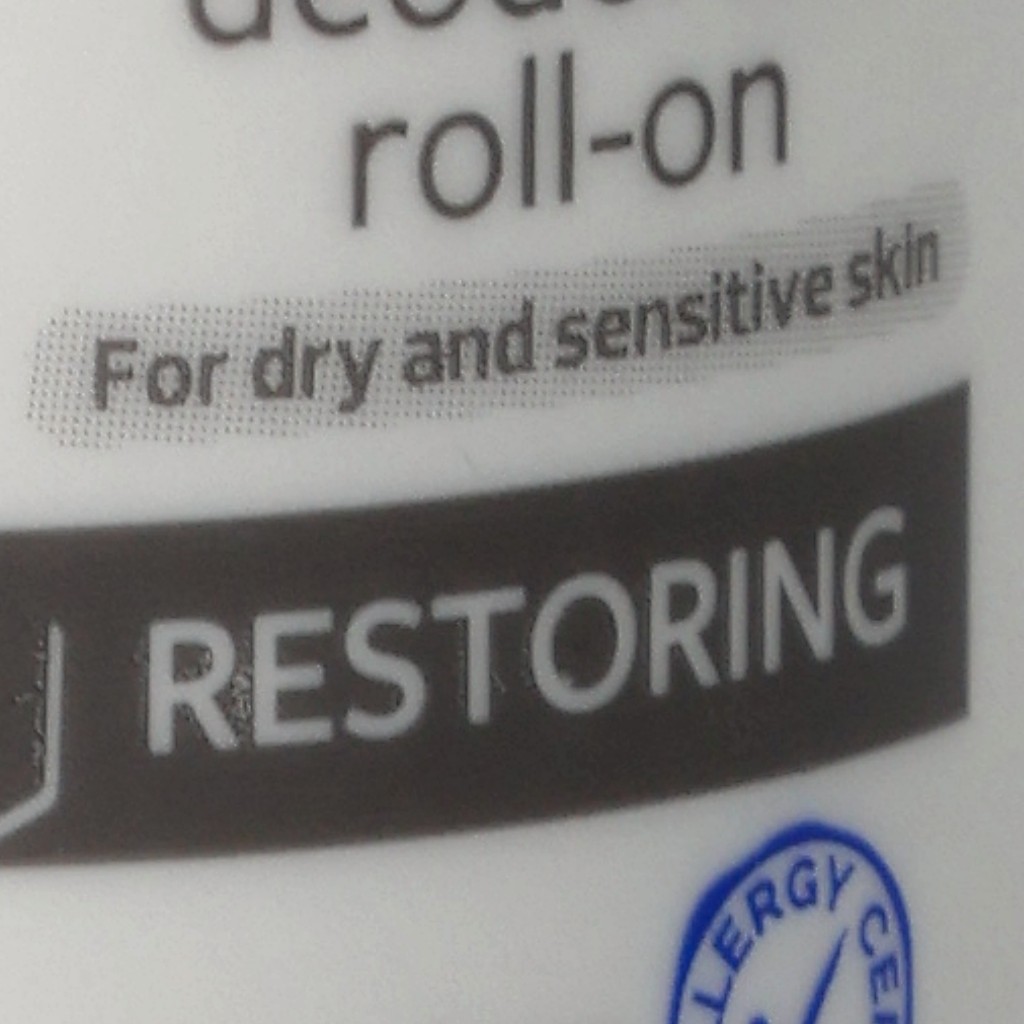 roll-on
For dry and sensitive skin
RESTORING